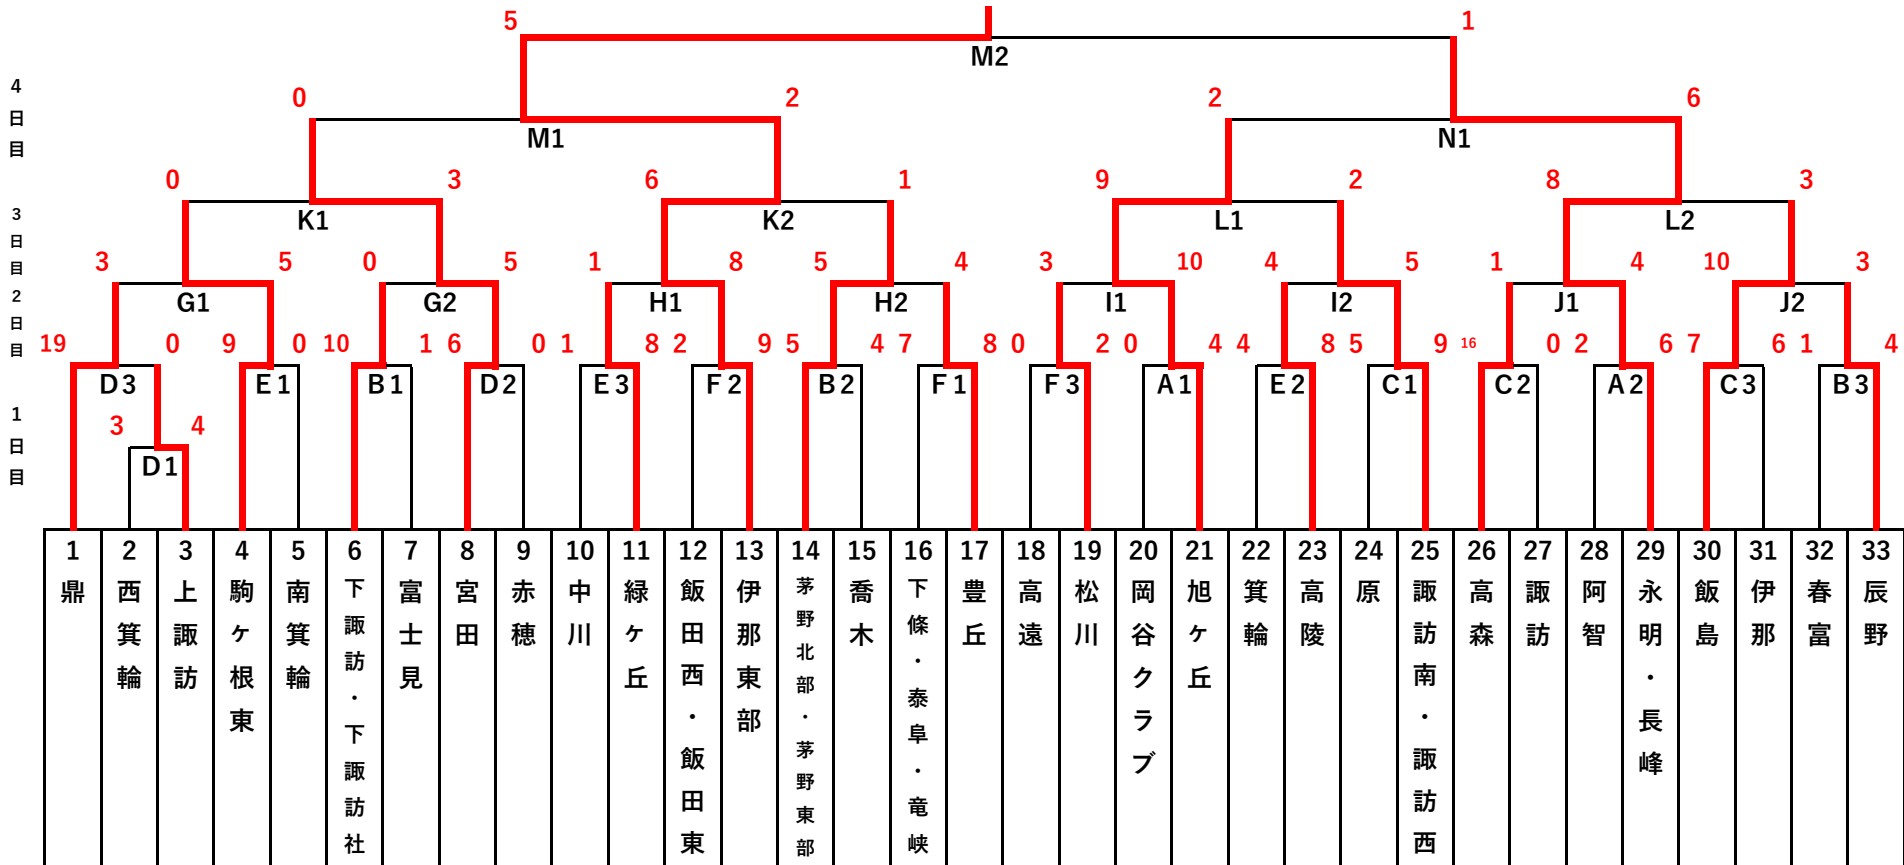 5 1
M2
4日目
0 2 2 6
M1 N1
0 3 6 1 9 2 8 3
3日目
K1 K2 L1 L2
3 5 0 5 1 8 5 4 3 10 4 5 1 4 10 3
2日目
G1 G2 H1 H2 I1 I2 J1 J2
19 0 9 0 10 1 6 0 1 8 2 9 5 4 7 8 0 2 0 4 4 8 5 9 16 0 2 6 7 6 1 4
D3 E1 B1 D2 E3 F2 B2 F1 F3 A1 E2 C1 C2 A2 C3 B3
1日目
3 4
D1
1 鼎
2 西箕輪
3 上諏訪
4 駒ヶ根東
5 南箕輪
6 下諏訪・下諏訪社
7 富士見
8 宮田
9 赤穂
10 中川
11 緑ヶ丘
12 飯田西・飯田東
13 伊那東部
14 茅野北部・茅野東部
15 喬木
16 下條・泰阜・竜峡
17 豊丘
18 高遠
19 松川
20 岡谷クラブ
21 旭ヶ丘
22 箕輪
23 高陵
24 原
25 諏訪南・諏訪西
26 高森
27 諏訪
28 阿智
29 永明・長峰
30 飯島
31 伊那
32 春富
33 辰野